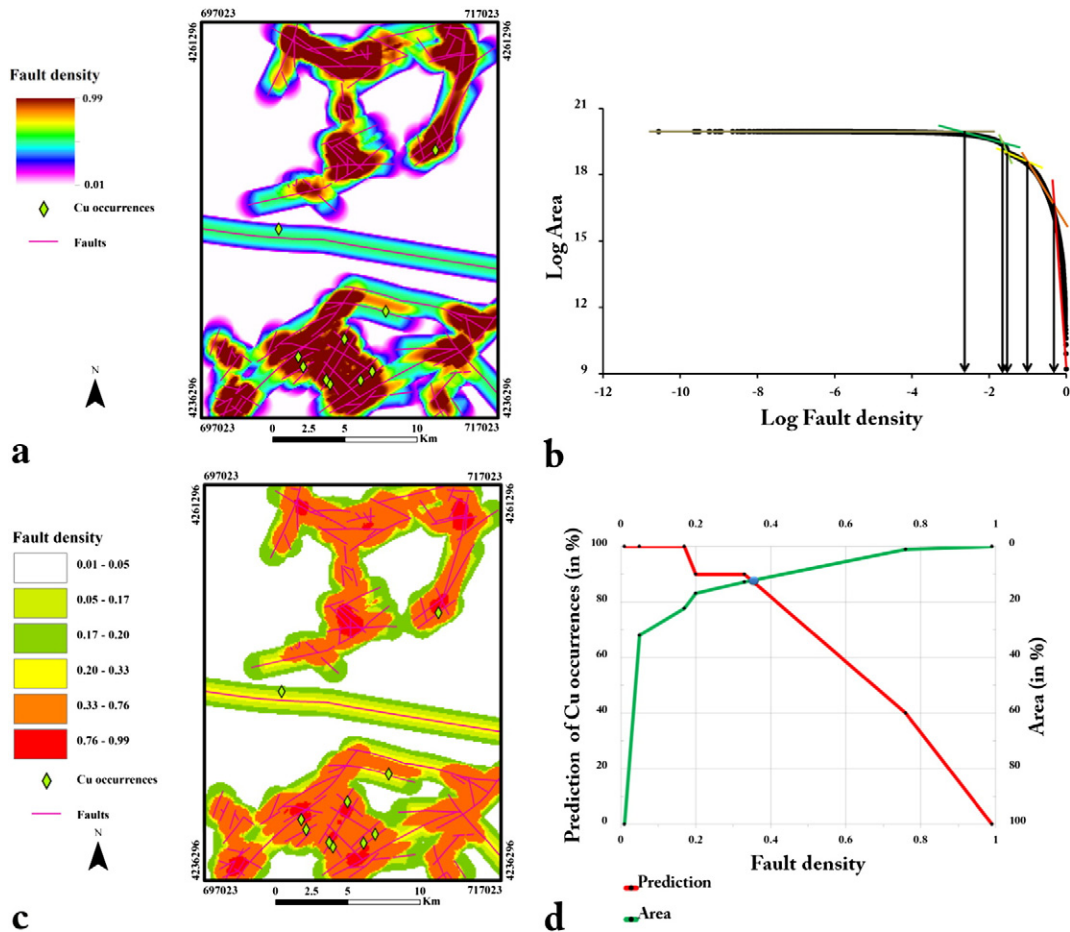 697023 717023
4261296 4261296
Fault density
0.99
0.01
Cu occurrences
Faults
N
4236296 4236296
697023 717023
0 2.5 5 10
Km
a
21
18
15
12
9
-12 -10 -8 -6 -4 -2 0
Log Area
Log Fault density
b
697023 717023
4261296 4261296
Fault density
0.01 - 0.05
0.05 - 0.17
0.17 - 0.20
0.20 - 0.33
0.33 - 0.76
0.76 - 0.99
Cu occurrences
Faults
N
4236296 4236296
697023 717023
0 2.5 5 10
Km
c
0 0.2 0.4 0.6 0.8 1
100 0
80 20
60 40
40 60
20 80
0 100
Prediction of Cu occurrences (in %)
Area (in %)
0 0.2 0.4 0.6 0.8 1
Fault density
Prediction
Area
d